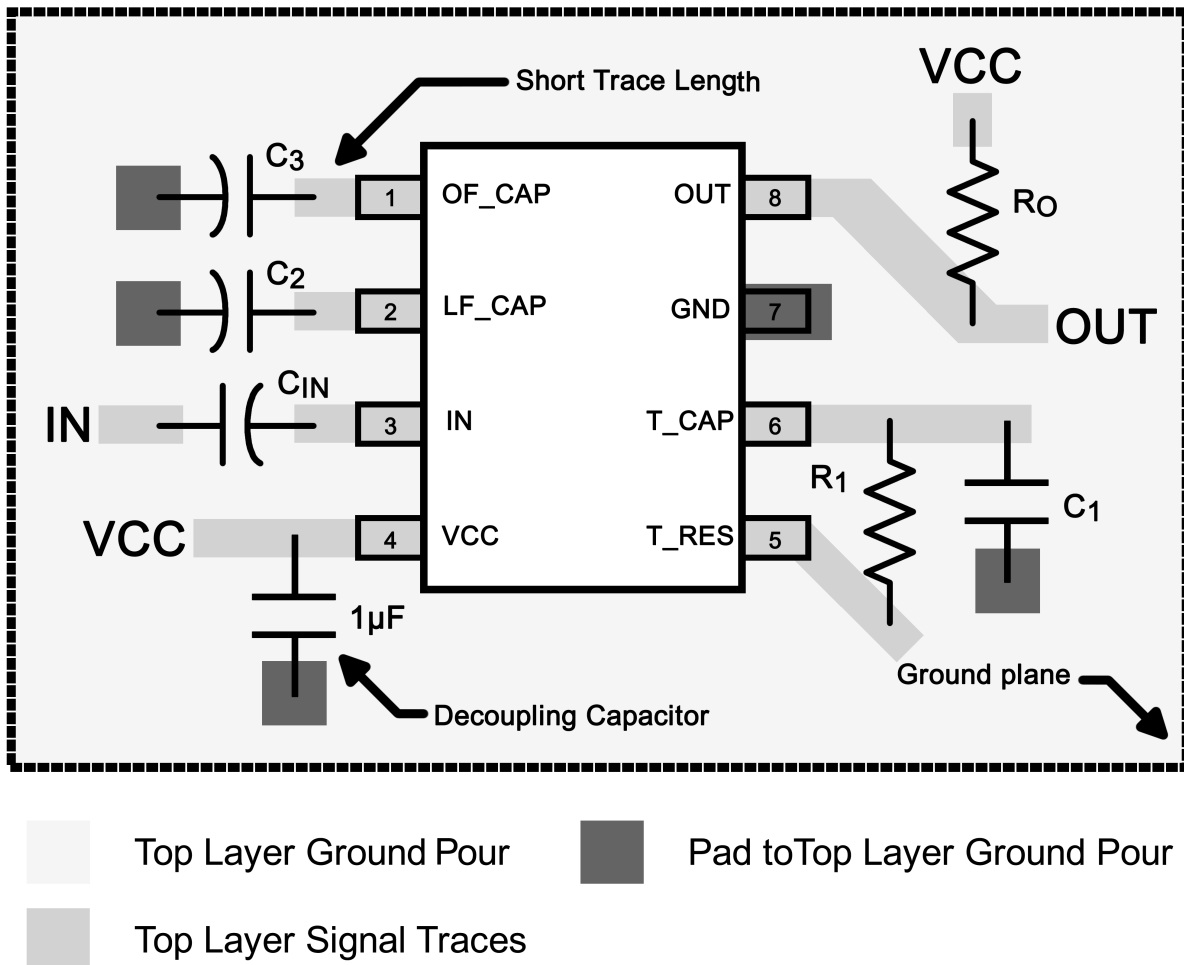 Short Trace Length
VCC
C3
1
OF_CAP
OUT
8
RO
C2
2
LF_CAP
GND
7
OUT
CIN
IN
3
IN
T_CAP
6
R1
C1
VCC
4
VCC
T_RES
5
1µF
Ground plane
Decoupling Capacitor
Top Layer Ground Pour
Pad toTop Layer Ground Pour
Top Layer Signal Traces